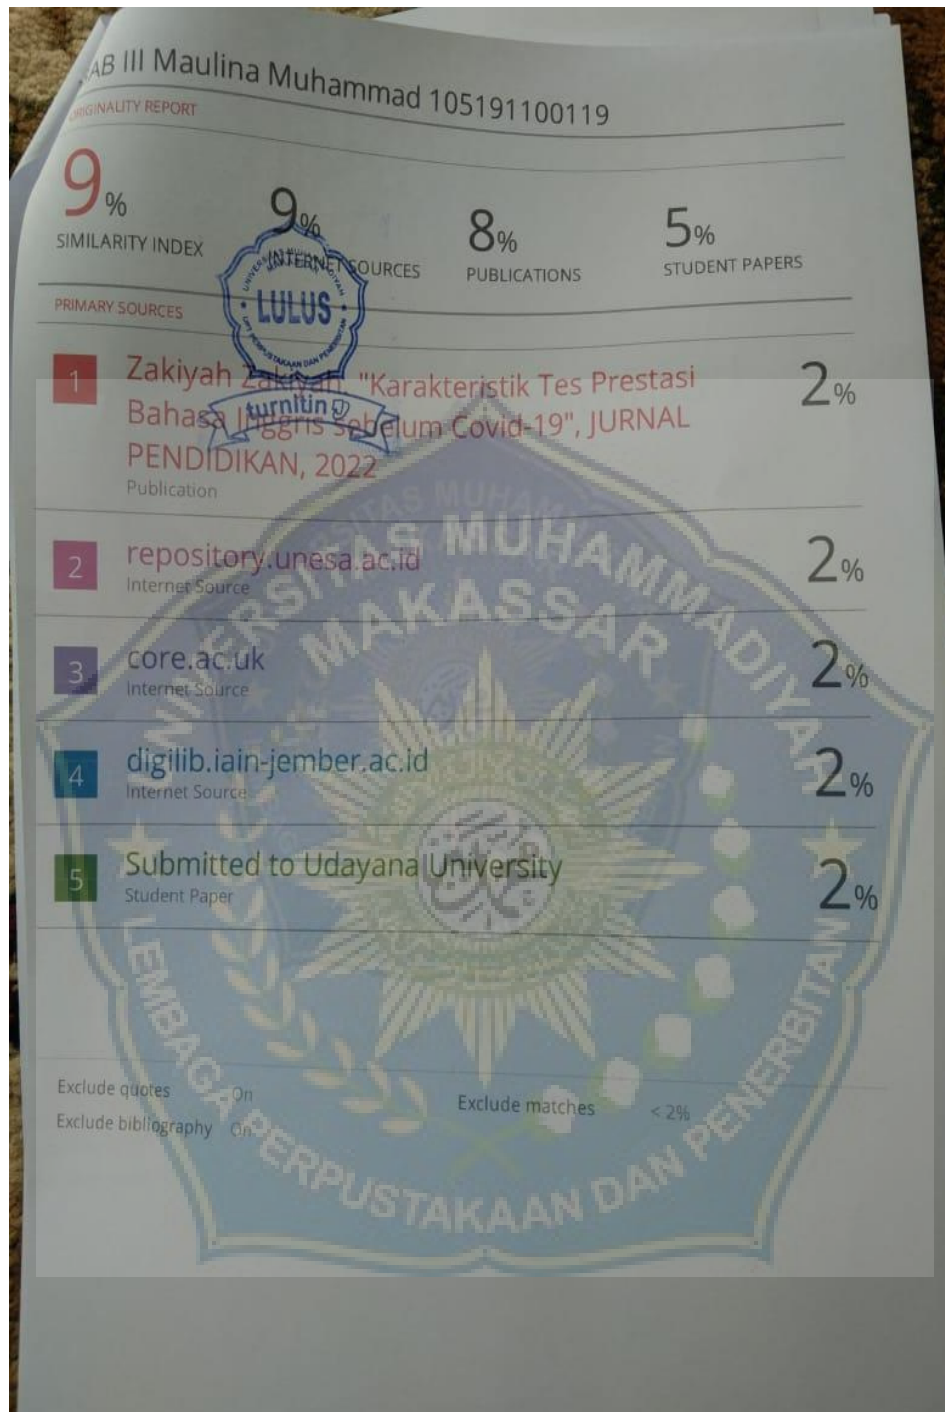 BAB III Maulina Muhammad 105191100119
ORIGINALITY REPORT
9%
SIMILARITY INDEX
9%
INTERNET SOURCES
8%
PUBLICATIONS
5%
STUDENT PAPERS
LULUS
UPT PERPUSTAKAAN DAN PENERBITAN
turnitin
PRIMARY SOURCES
1
Zakiyah Zakiyah. "Karakteristik Tes Prestasi
Bahasa Inggris Sebelum Covid-19", JURNAL
PENDIDIKAN, 2022
Publication
2%
2
repository.unesa.ac.id
Internet Source
2%
3
core.ac.uk
Internet Source
2%
4
digilib.iain-jember.ac.id
Internet Source
2%
5
Submitted to Udayana University
Student Paper
2%
Exclude quotes On
Exclude matches < 2%
Exclude bibliography On
UNIVERSITAS MUHAMMADIYAH
MAKASSAR
LEMBAGA PERPUSTAKAAN DAN PENERBITAN